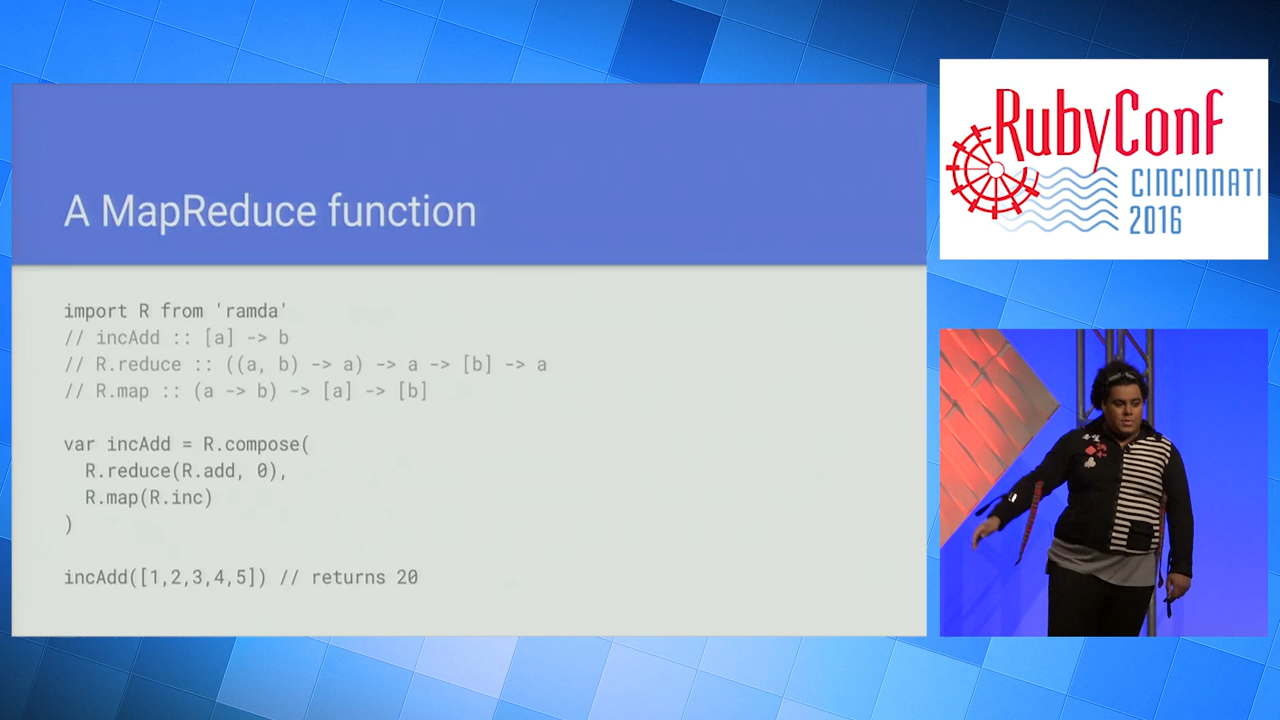 A MapReduce function
import R from 'ramda'
// incAdd :: [a] -> b
// R.reduce :: ((a, b) -> a) -> a -> [b] -> a
// R.map :: (a -> b) -> [a] -> [b]
var incAdd = R.compose(
  R.reduce(R.add, 0),
  R.map(R.inc)
)
incAdd([1,2,3,4,5]) // returns 20
RubyConf
CINCINNATI
2016